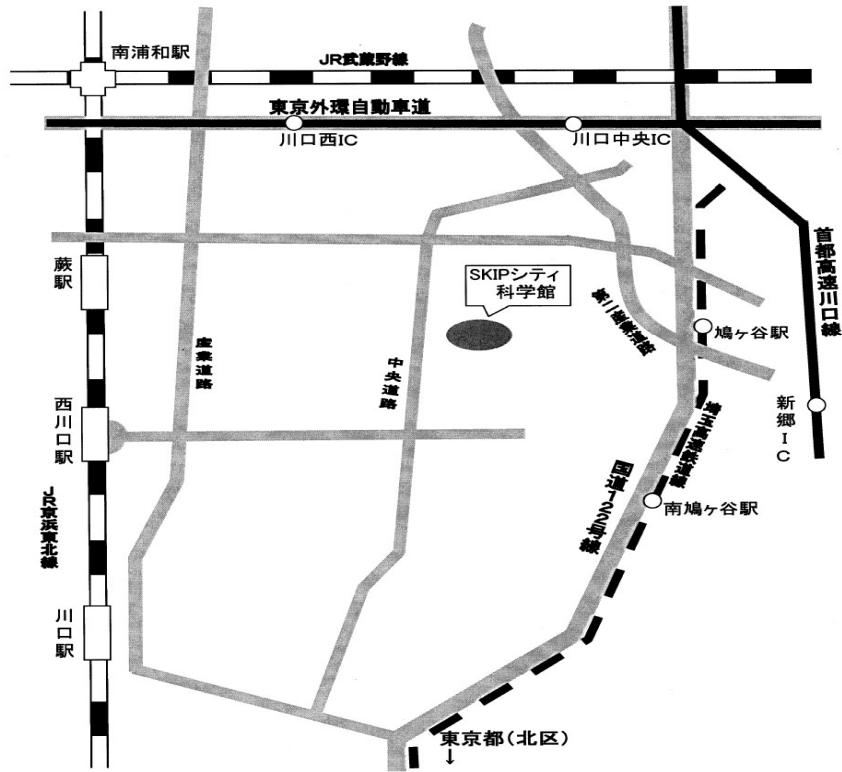 南浦和駅
JR武蔵野線
東京外環自動車道
川口西IC
川口中央IC
蕨駅
SKIPシティ
科学館
首都高速川口線
第二産業道路
鳩ヶ谷駅
産業道路
中央道路
西川口駅
新郷IC
埼玉高速鉄道線
国道122号線
南鳩ヶ谷駅
JR京浜東北線
川口駅
東京都(北区)
↓